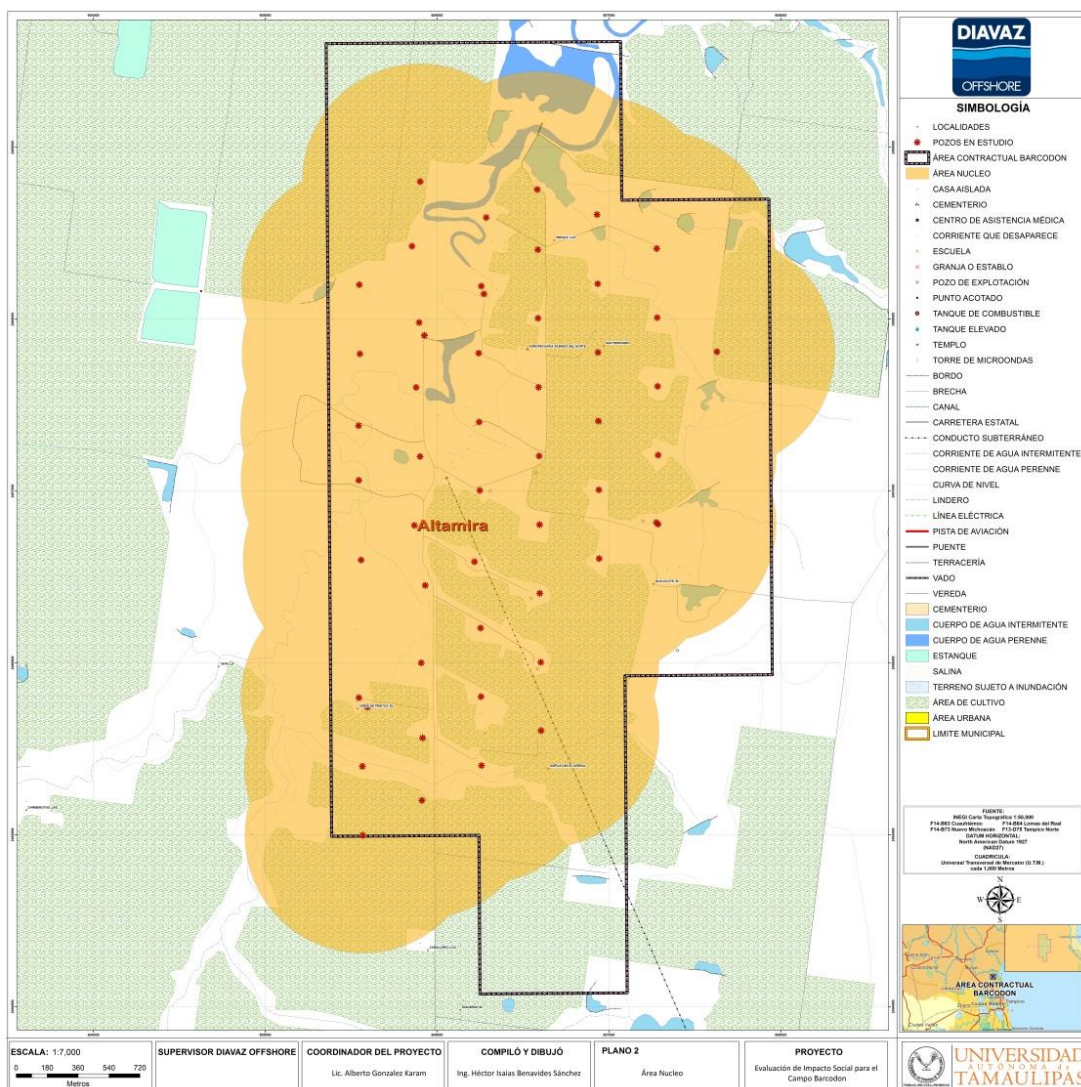 DIAVAZ
OFFSHORE
SIMBOLOGÍA
LOCALIDADES
POZOS EN ESTUDIO
ÁREA CONTRACTUAL BARCODON
ÁREA NUCLEO
CASA AISLADA
CEMENTERIO
CENTRO DE ASISTENCIA MÉDICA
CORRIENTE QUE DESAPARECE
ESCUELA
GRANJA O ESTABLO
POZO DE EXPLOTACIÓN
PUNTO ACOTADO
TANQUE DE COMBUSTIBLE
TANQUE ELEVADO
TEMPLO
TORRE DE MICROONDAS
BORDO
BRECHA
CANAL
CARRETERA ESTATAL
CONDUCTO SUBTERRÁNEO
CORRIENTE DE AGUA INTERMITENTE
CORRIENTE DE AGUA PERENNE
CURVA DE NIVEL
LINDERO
LÍNEA ELÉCTRICA
PISTA DE AVIACIÓN
PUENTE
TERRACERÍA
VADO
VEREDA
CEMENTERIO
CUERPO DE AGUA INTERMITENTE
CUERPO DE AGUA PERENNE
ESTANQUE
SALINA
TERRENO SUJETO A INUNDACIÓN
ÁREA DE CULTIVO
ÁREA URBANA
LIMITE MUNICIPAL
Altamira
FUENTE:
INEGI Carta Topográfica 1:50,000
DATUM HORIZONTAL:
North American Datum 1927
(NAD27)
CUADRICULA:
Universal Transversal de Mercator (U.T.M.)
cada 1,000 Metros
N
W E
S
ÁREA CONTRACTUAL
BARCODON
ESCALA: 1:7,000
0 180 360 540 720
Metros
SUPERVISOR DIAVAZ OFFSHORE
COORDINADOR DEL PROYECTO
Lic. Alberto Gonzalez Karam
COMPILÓ Y DIBUJÓ
Ing. Héctor Isaias Benavides Sánchez
PLANO 2
Área Nucleo
PROYECTO
Evaluación de Impacto Social para el
Campo Barcodon
UNIVERSIDAD
AUTÓNOMA de
TAMAULIPAS